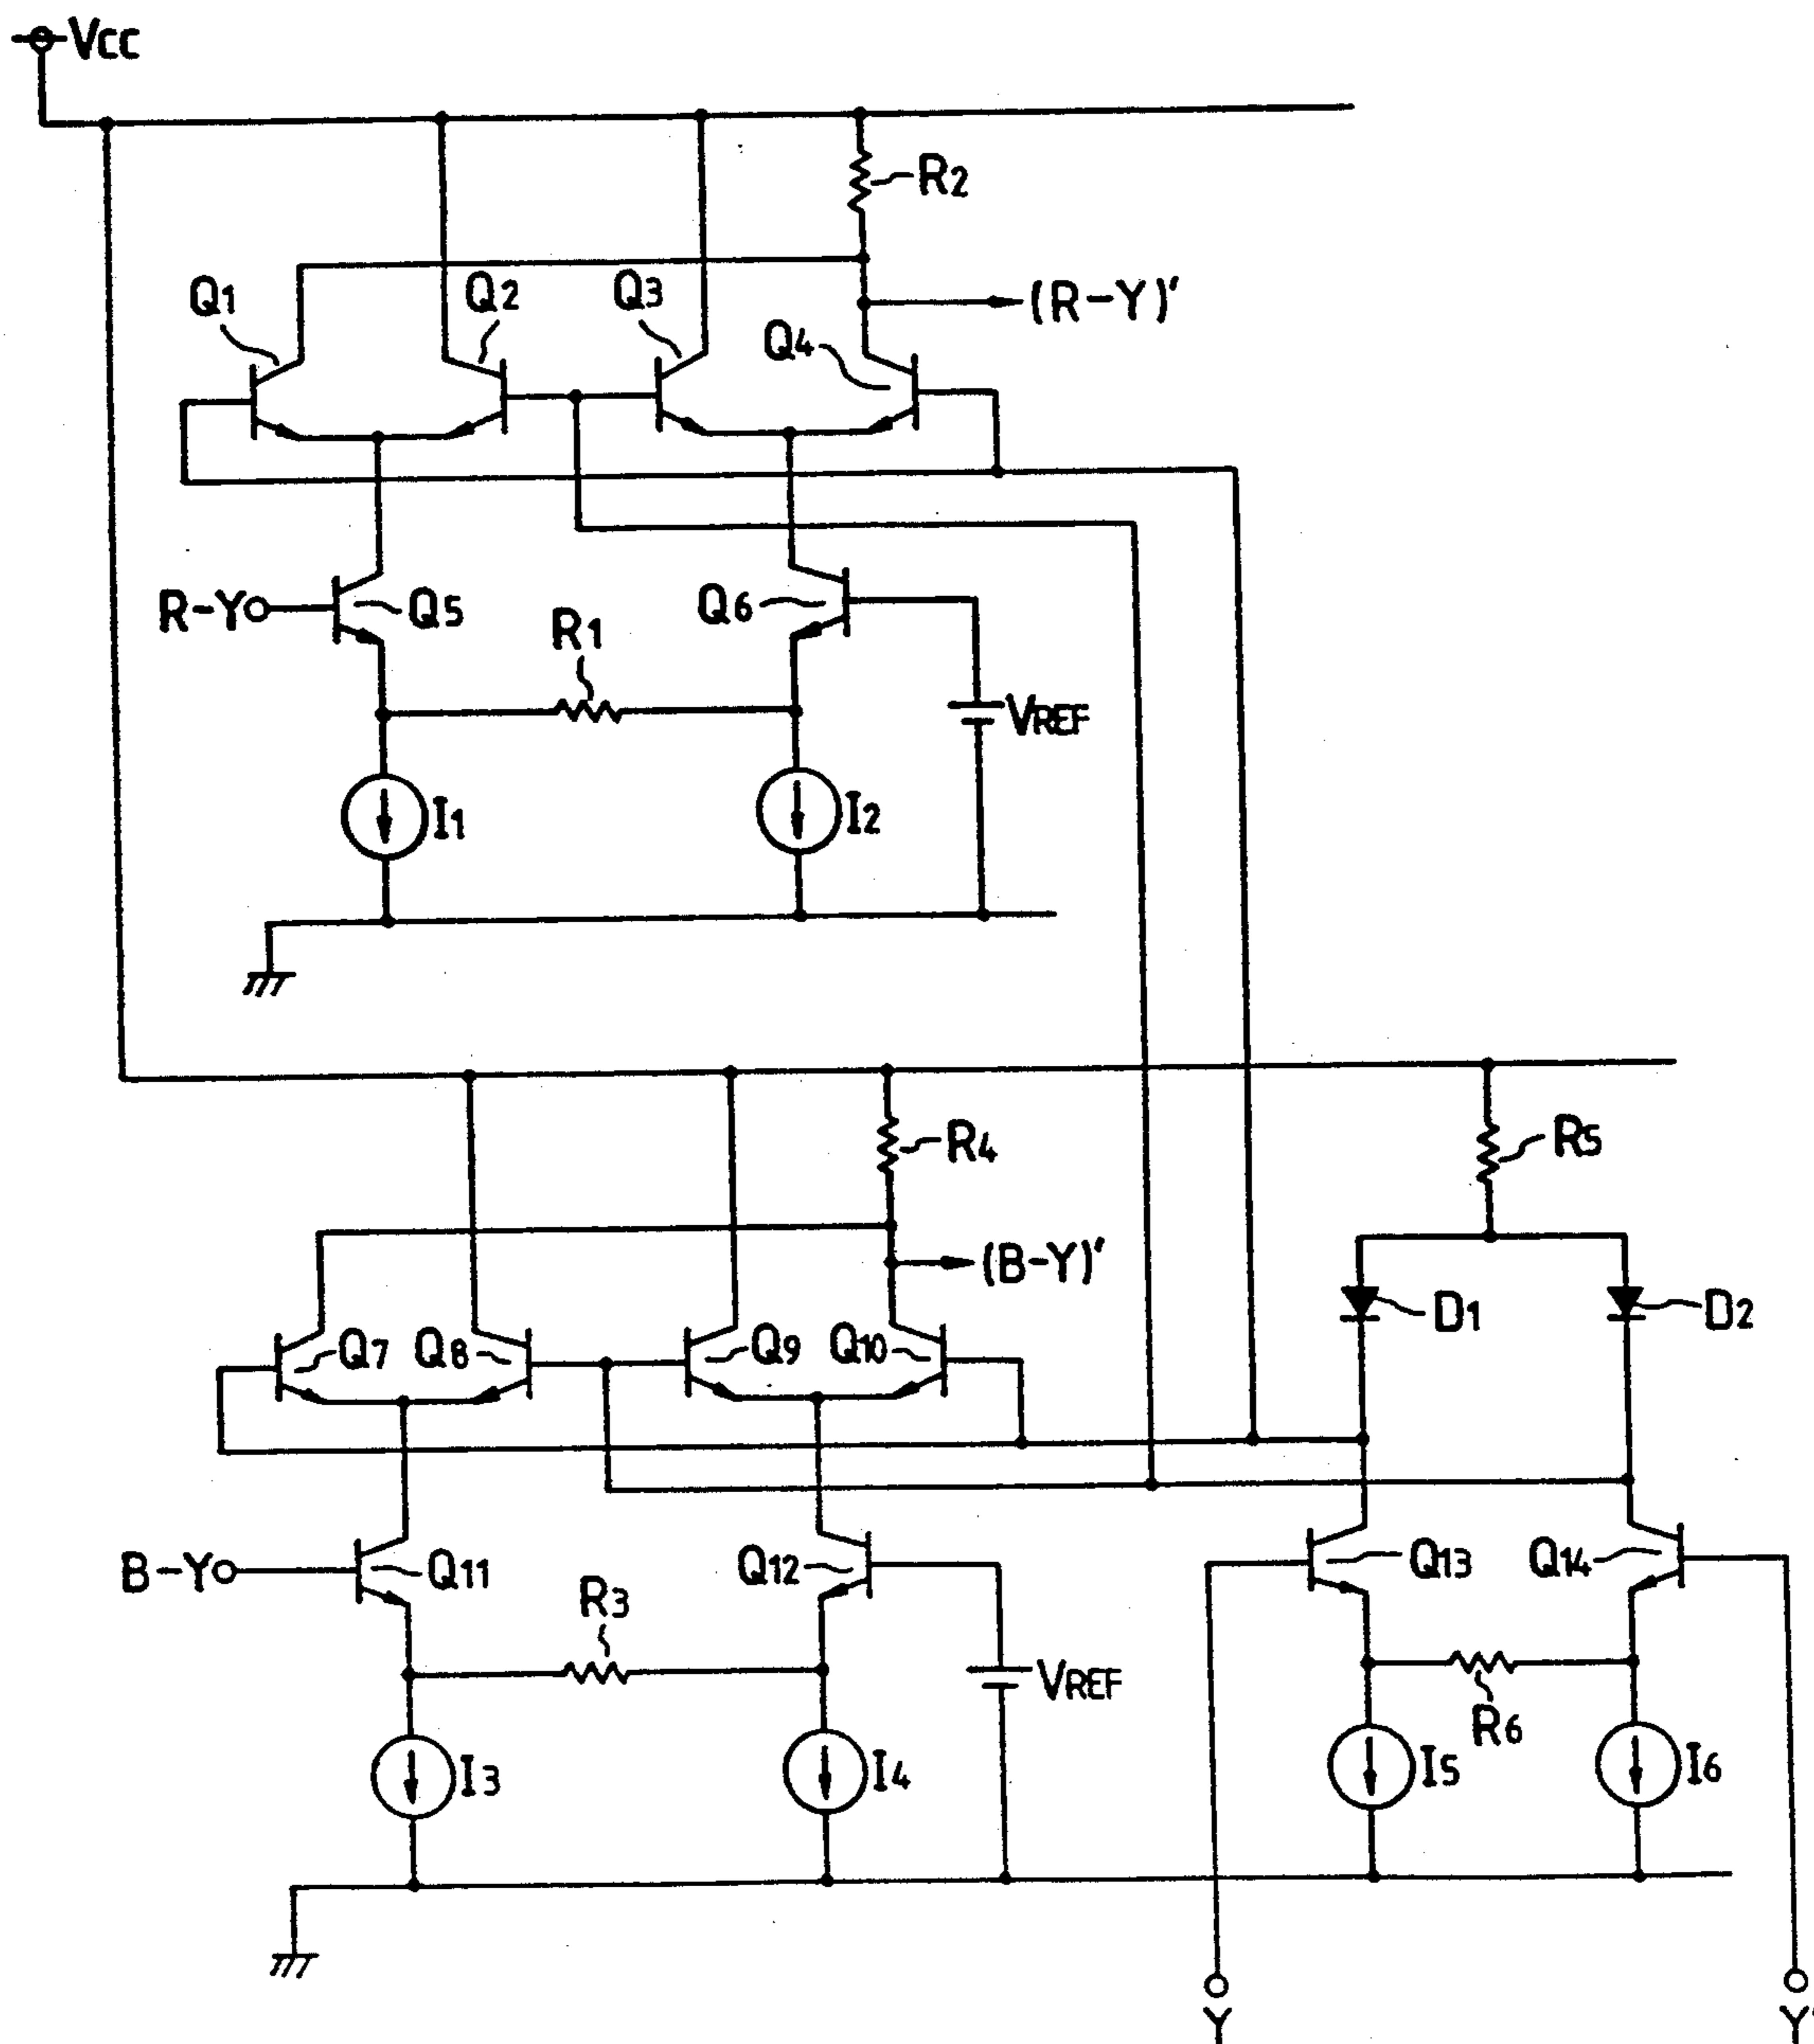 VCC
R2
Q1
Q2
Q3
Q4
(R-Y)'
R-Y
Q5
R1
Q6
VREF
I1
I2
R4
R5
(B-Y)'
D1
D2
Q7
Q8
Q9
Q10
B-Y
Q11
R3
Q12
Q13
Q14
VREF
R6
I3
I4
I5
I6
Y
Y'